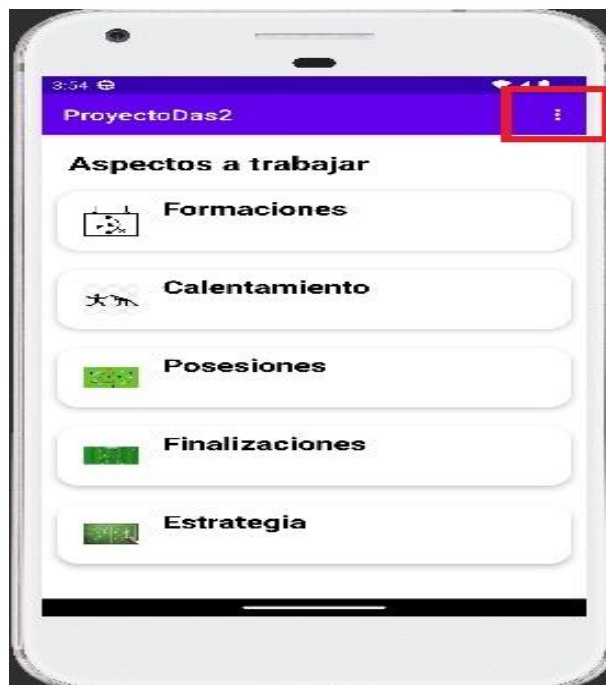 3:54
ProyectoDas2
Aspectos a trabajar
Formaciones
Calentamiento
Posesiones
Finalizaciones
Estrategia